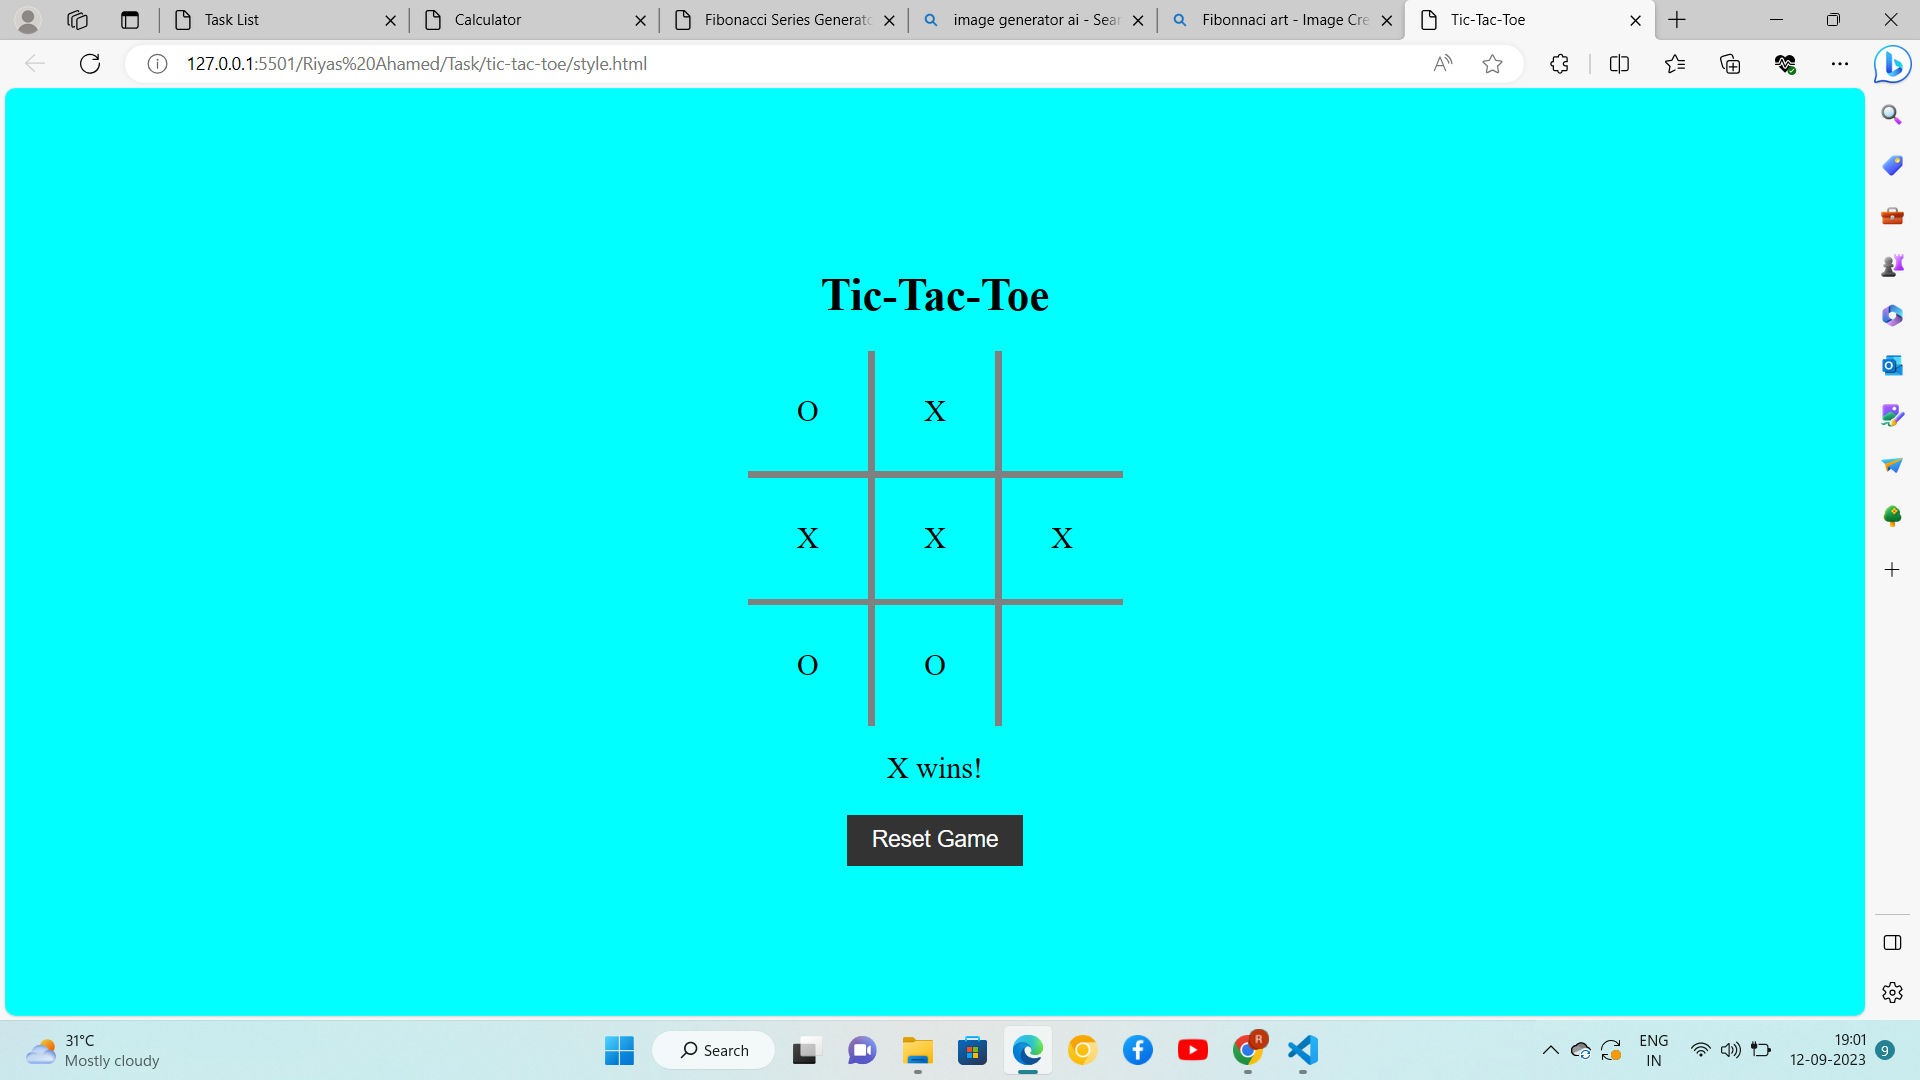 Task List
Calculator
Fibonacci Series Generato
image generator ai - Sear
Fibonnaci art - Image Cre
Tic-Tac-Toe
127.0.0.1:5501/Riyas%20Ahamed/Task/tic-tac-toe/style.html
Tic-Tac-Toe
O X
X X X
O O
X wins!
Reset Game
31°C
Mostly cloudy
Search
R
ENG
IN
19:01
12-09-2023
9